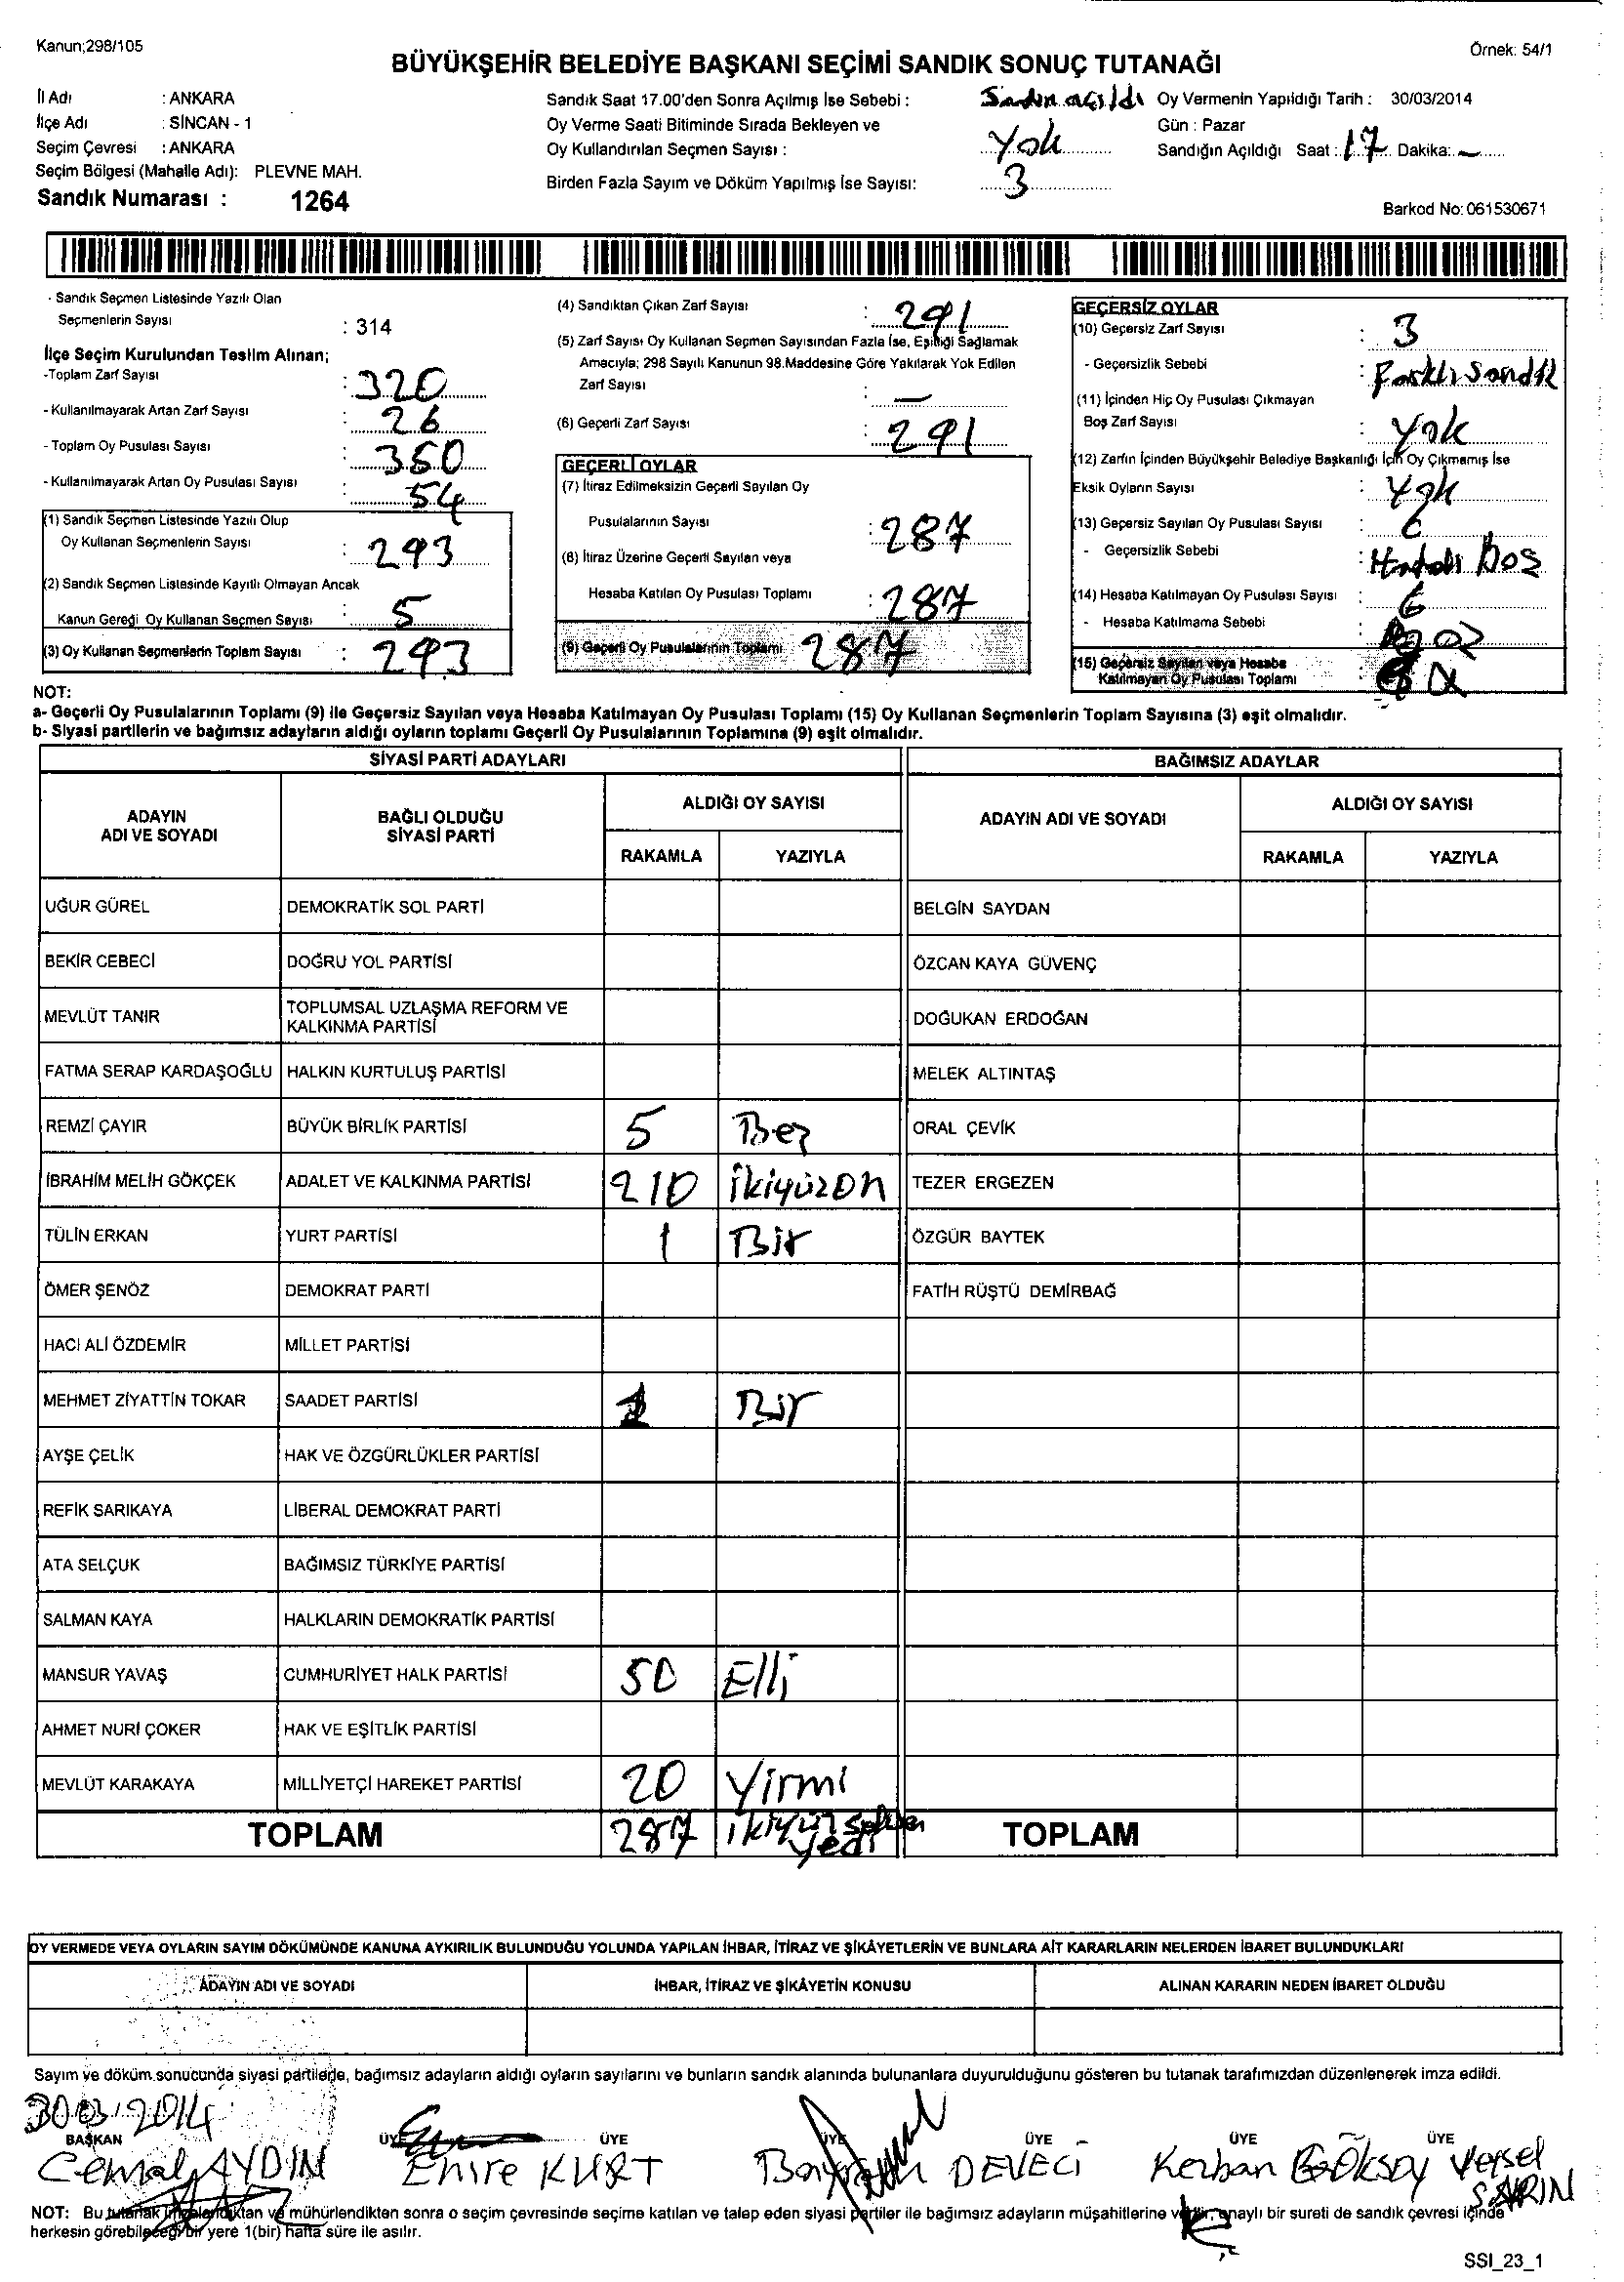 Kanun;298/105
Örnek: 54/1
BÜYÜKŞEHİR BELEDİYE BAŞKANI SEÇİMİ SANDIK SONUÇ TUTANAĞI
İl Adı : ANKARA
İlçe Adı : SİNCAN - 1
Seçim Çevresi : ANKARA
Seçim Bölgesi (Mahalle Adı): PLEVNE MAH.
Sandık Numarası : 1264
Sandık Saat 17.00'den Sonra Açılmış İse Sebebi : açıldı
Oy Verme Saati Bitiminde Sırada Bekleyen ve
Oy Kullandırılan Seçmen Sayısı : Yok
Birden Fazla Sayım ve Döküm Yapılmış İse Sayısı: 3
Oy Vermenin Yapıldığı Tarih : 30/03/2014
Gün : Pazar
Sandığın Açıldığı Saat : 17 Dakika: –
Barkod No: 061530671
- Sandık Seçmen Listesinde Yazılı Olan
Seçmenlerin Sayısı : 314
İlçe Seçim Kurulundan Teslim Alınan;
-Toplam Zarf Sayısı : 320
- Kullanılmayarak Artan Zarf Sayısı : 26
- Toplam Oy Pusulası Sayısı : 350
- Kullanılmayarak Artan Oy Pusulası Sayısı : 54
(1) Sandık Seçmen Listesinde Yazılı Olup
Oy Kullanan Seçmenlerin Sayısı : 293
(2) Sandık Seçmen Listesinde Kayıtlı Olmayan Ancak
Kanun Gereği Oy Kullanan Seçmen Sayısı : 5
(3) Oy Kullanan Seçmenlerin Toplam Sayısı : 293
(4) Sandıktan Çıkan Zarf Sayısı : 291
(5) Zarf Sayısı Oy Kullanan Seçmen Sayısından Fazla İse, Eşitliği Sağlamak
Amacıyla; 298 Sayılı Kanunun 98.Maddesine Göre Yakılarak Yok Edilen
Zarf Sayısı : –
(6) Geçerli Zarf Sayısı : 291
GEÇERLİ OYLAR
(7) İtiraz Edilmeksizin Geçerli Sayılan Oy
Pusulalarının Sayısı : 287
(8) İtiraz Üzerine Geçerli Sayılan veya
Hesaba Katılan Oy Pusulası Toplamı : 287
(9) Geçerli Oy Pusulalarının Toplamı : 287
GEÇERSİZ OYLAR
(10) Geçersiz Zarf Sayısı : 3
- Geçersizlik Sebebi : Farklı Sandık
(11) İçinden Hiç Oy Pusulası Çıkmayan
Boş Zarf Sayısı : Yok
(12) Zarfın İçinden Büyükşehir Belediye Başkanlığı İçin Oy Çıkmamış İse
Eksik Oyların Sayısı : Yok
(13) Geçersiz Sayılan Oy Pusulası Sayısı :
- Geçersizlik Sebebi : Hatalı Boş
(14) Hesaba Katılmayan Oy Pusulası Sayısı : 6
- Hesaba Katılmama Sebebi :
(15) Geçersiz Sayılan veya Hesaba
Katılmayan Oy Pusulası Toplamı :
NOT:
a- Geçerli Oy Pusulalarının Toplamı (9) ile Geçersiz Sayılan veya Hesaba Katılmayan Oy Pusulası Toplamı (15) Oy Kullanan Seçmenlerin Toplam Sayısına (3) eşit olmalıdır.
b- Siyasi partilerin ve bağımsız adayların aldığı oyların toplamı Geçerli Oy Pusulalarının Toplamına (9) eşit olmalıdır.
SİYASİ PARTİ ADAYLARI
BAĞIMSIZ ADAYLAR
ADAYIN ADI VE SOYADI
BAĞLI OLDUĞU SİYASİ PARTİ
ALDIĞI OY SAYISI
RAKAMLA YAZIYLA
ADAYIN ADI VE SOYADI
ALDIĞI OY SAYISI
RAKAMLA YAZIYLA
UĞUR GÜREL DEMOKRATİK SOL PARTİ BELGİN SAYDAN
BEKİR CEBECİ DOĞRU YOL PARTİSİ ÖZCAN KAYA GÜVENÇ
MEVLÜT TANIR TOPLUMSAL UZLAŞMA REFORM VE KALKINMA PARTİSİ DOĞUKAN ERDOĞAN
FATMA SERAP KARDAŞOĞLU HALKIN KURTULUŞ PARTİSİ MELEK ALTINTAŞ
REMZİ ÇAYIR BÜYÜK BİRLİK PARTİSİ 5 Beş ORAL ÇEVİK
İBRAHİM MELİH GÖKÇEK ADALET VE KALKINMA PARTİSİ 210 ikiyüzon TEZER ERGEZEN
TÜLİN ERKAN YURT PARTİSİ 1 Bir ÖZGÜR BAYTEK
ÖMER ŞENÖZ DEMOKRAT PARTİ FATİH RÜŞTÜ DEMİRBAĞ
HACI ALİ ÖZDEMİR MİLLET PARTİSİ
MEHMET ZİYATTİN TOKAR SAADET PARTİSİ 1 Bir
AYŞE ÇELİK HAK VE ÖZGÜRLÜKLER PARTİSİ
REFİK SARIKAYA LİBERAL DEMOKRAT PARTİ
ATA SELÇUK BAĞIMSIZ TÜRKİYE PARTİSİ
SALMAN KAYA HALKLARIN DEMOKRATİK PARTİSİ
MANSUR YAVAŞ CUMHURİYET HALK PARTİSİ 50 Elli
AHMET NURİ ÇOKER HAK VE EŞİTLİK PARTİSİ
MEVLÜT KARAKAYA MİLLİYETÇİ HAREKET PARTİSİ 20 Yirmi
TOPLAM 287 ikiyüzseksen yedi TOPLAM
OY VERMEDE VEYA OYLARIN SAYIM DÖKÜMÜNDE KANUNA AYKIRILIK BULUNDUĞU YOLUNDA YAPILAN İHBAR, İTİRAZ VE ŞİKÂYETLERİN VE BUNLARA AİT KARARLARIN NELERDEN İBARET BULUNDUKLARI
ADAYIN ADI VE SOYADI İHBAR, İTİRAZ VE ŞİKÂYETİN KONUSU ALINAN KARARIN NEDEN İBARET OLDUĞU
Sayım ve döküm sonucunda siyasi partilerle, bağımsız adayların aldığı oyların sayılarını ve bunların sandık alanında bulunanlara duyurulduğunu gösteren bu tutanak tarafımızdan düzenlenerek imza edildi.
30.03.2014
BAŞKAN ÜYE ÜYE ÜYE ÜYE ÜYE ÜYE
Cemal AYDIN Emre KURT Bayram DEVECİ Kerban GÖKSOY Veysel SARIN
NOT: Bu tutanak imzalandıktan ve mühürlendikten sonra o seçim çevresinde seçime katılan ve talep eden siyasi partiler ile bağımsız adayların müşahitlerine verilir, onaylı bir sureti de sandık çevresi içinde
herkesin görebileceği bir yere 1(bir) hafta süre ile asılır.
SSI_23_1